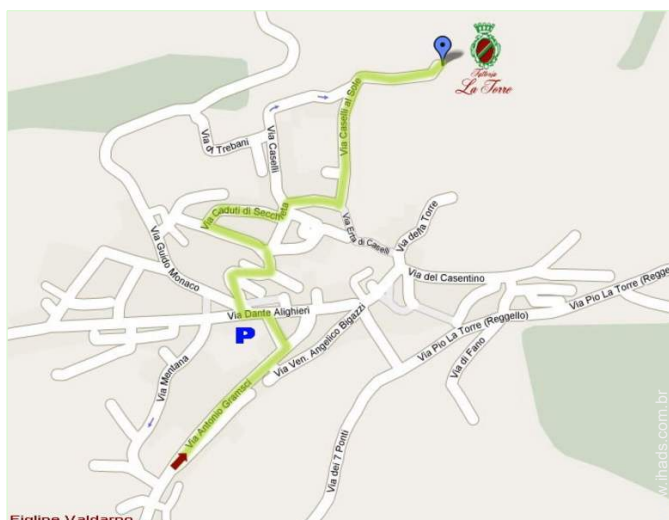 Fattoria
La Torre
Via Caselli al Sole
Via di Trebani
Via Caselli
Via Caduti di Seccheta
Via Erta di Caselli
Via della Torre
Via Guido Monaco
Via del Casentino
Via Pio La Torre (Regge
Via Dante Alighieri
P
Via Pio La Torre (Reggello)
Via Ven. Angelico Bigazzi
Via di Fano
Via Mentana
Via Antonio Gramsci
Via dei 7 Ponti
www.ihads.com.br
Figline Valdarno